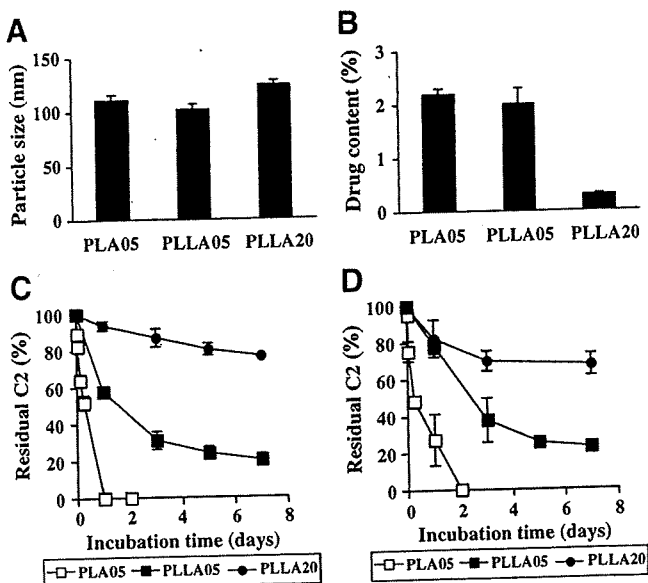 A
Particle size (nm)
150
100
50
0
PLA05 PLLA05 PLLA20
B
Drug content (%)
3
2
1
0
PLA05 PLLA05 PLLA20
C
Residual C2 (%)
100
80
60
40
20
0
0 2 4 6 8
Incubation time (days)
PLA05 PLLA05 PLLA20
D
Residual C2 (%)
100
80
60
40
20
0
0 2 4 6 8
Incubation time (days)
PLA05 PLLA05 PLLA20